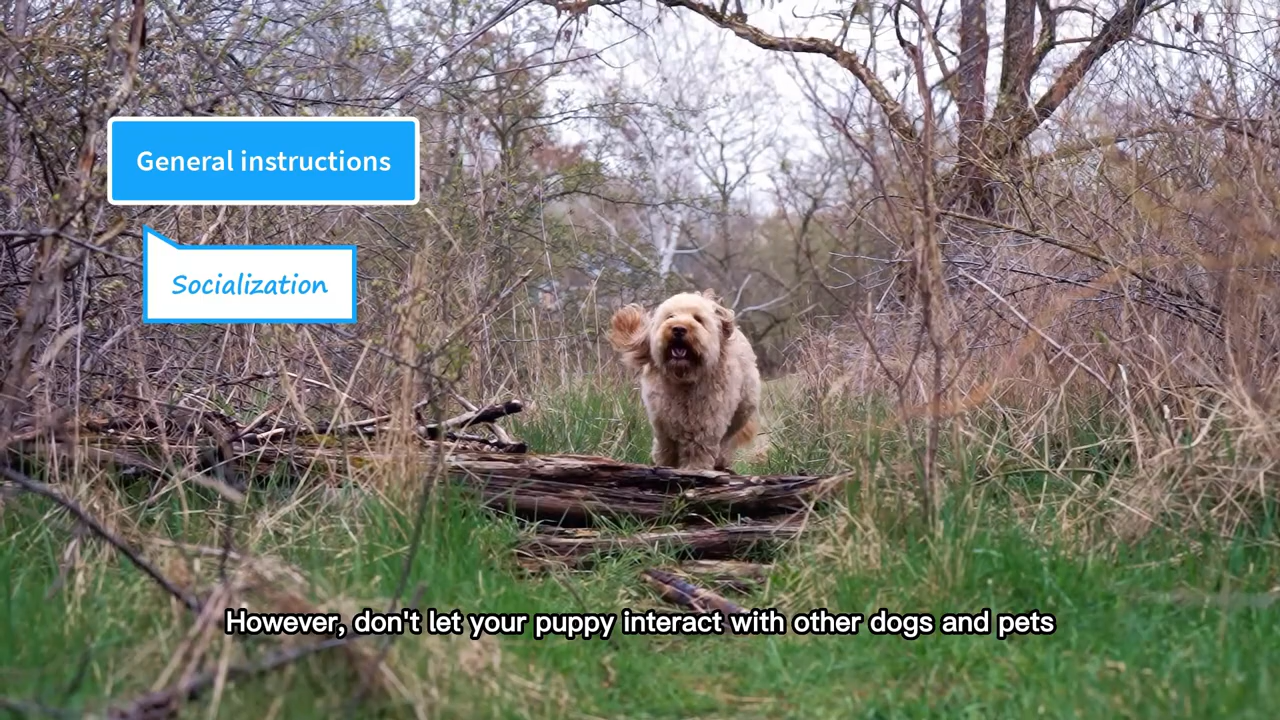 General instructions
Socialization
However, don't let your puppy interact with other dogs and pets